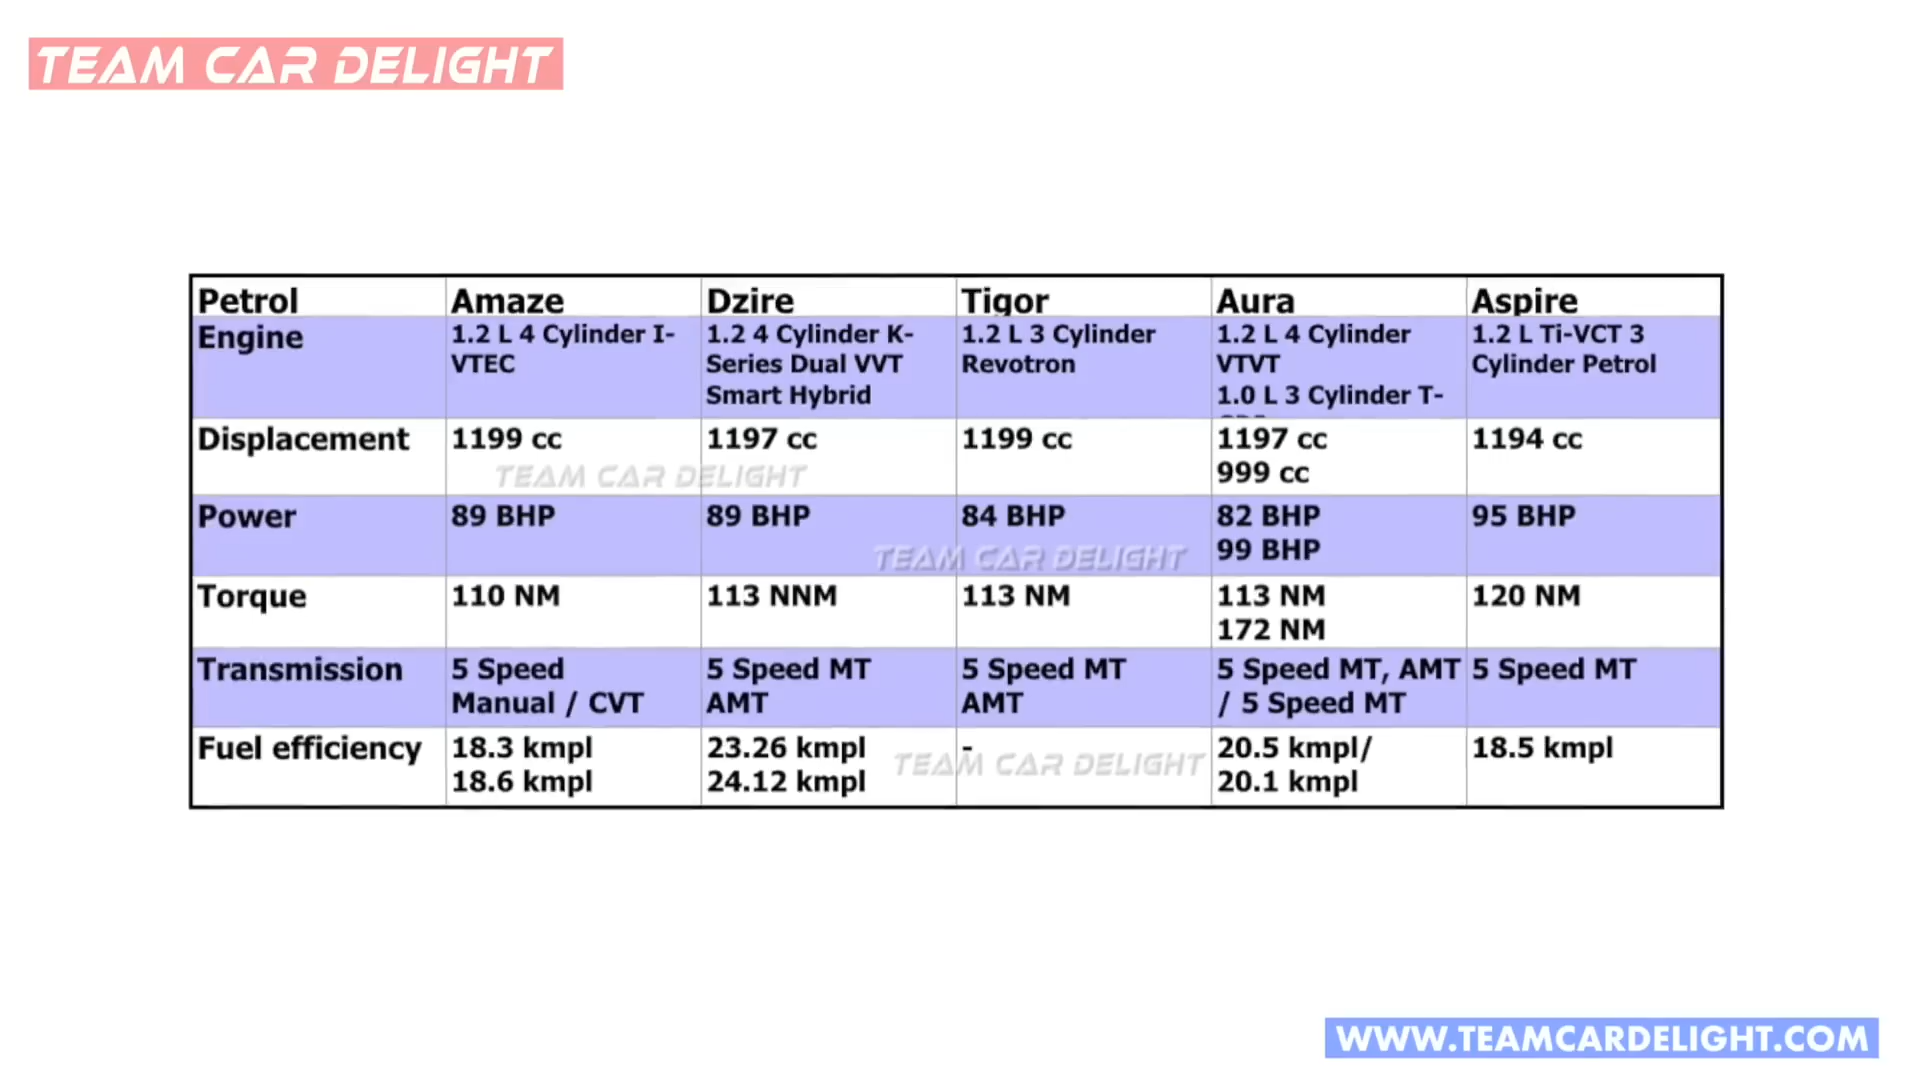 TEAM CAR DELIGHT
Petrol Amaze Dzire Tigor Aura Aspire
Engine 1.2 L 4 Cylinder I- 1.2 4 Cylinder K- 1.2 L 3 Cylinder 1.2 L 4 Cylinder 1.2 L Ti-VCT 3
VTEC Series Dual VVT Revotron VTVT Cylinder Petrol
Smart Hybrid 1.0 L 3 Cylinder T-
Displacement 1199 cc 1197 cc 1199 cc 1197 cc 1194 cc
999 cc
TEAM CAR DELIGHT
Power 89 BHP 89 BHP 84 BHP 82 BHP 95 BHP
99 BHP
TEAM CAR DELIGHT
Torque 110 NM 113 NNM 113 NM 113 NM 120 NM
172 NM
Transmission 5 Speed 5 Speed MT 5 Speed MT 5 Speed MT, AMT 5 Speed MT
Manual / CVT AMT AMT / 5 Speed MT
Fuel efficiency 18.3 kmpl 23.26 kmpl - 20.5 kmpl/ 18.5 kmpl
TEAM CAR DELIGHT
18.6 kmpl 24.12 kmpl 20.1 kmpl
WWW.TEAMCARDELIGHT.COM